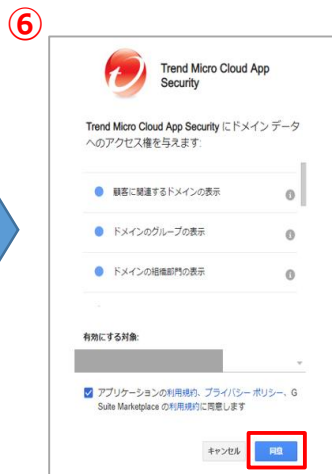 ⑥
Trend Micro Cloud App
Security
Trend Micro Cloud App Security にドメイン データ
へのアクセス権を与えます:
顧客に関連するドメインの表示
ドメインのグループの表示
ドメインの組織部門の表示
有効にする対象:
アプリケーションの利用規約、プライバシー ポリシー、G
Suite Marketplace の利用規約に同意します
キャンセル 同意